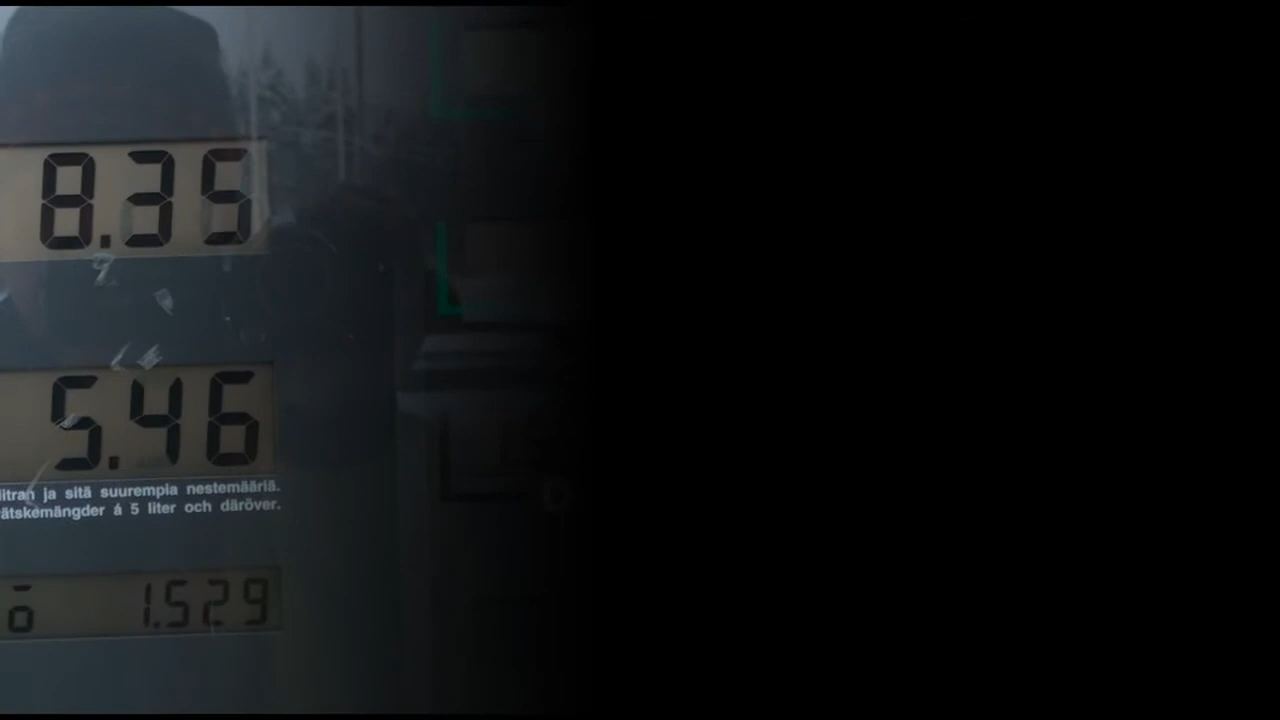 8.35
5.46
litran ja sitä suurempia nestemääriä.
ätskemängder á 5 liter och däröver.
1.529